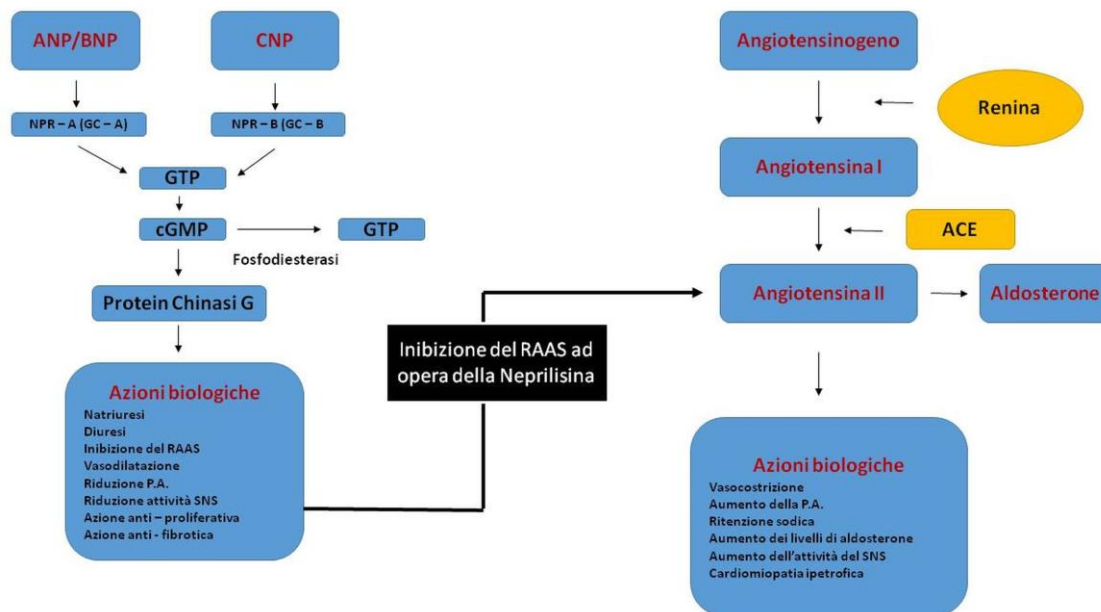 ANP/BNP
CNP
NPR – A (GC – A)
NPR – B (GC – B
GTP
cGMP
GTP
Fosfodiesterasi
Protein Chinasi G
Azioni biologiche
Natriuresi
Diuresi
Inibizione del RAAS
Vasodilatazione
Riduzione P.A.
Riduzione attività SNS
Azione anti – proliferativa
Azione anti - fibrotica
Inibizione del RAAS ad
opera della Neprilisina
Angiotensinogeno
Renina
Angiotensina I
ACE
Angiotensina II
Aldosterone
Azioni biologiche
Vasocostrizione
Aumento della P.A.
Ritenzione sodica
Aumento dei livelli di aldosterone
Aumento dell'attività del SNS
Cardiomiopatia ipetrofica